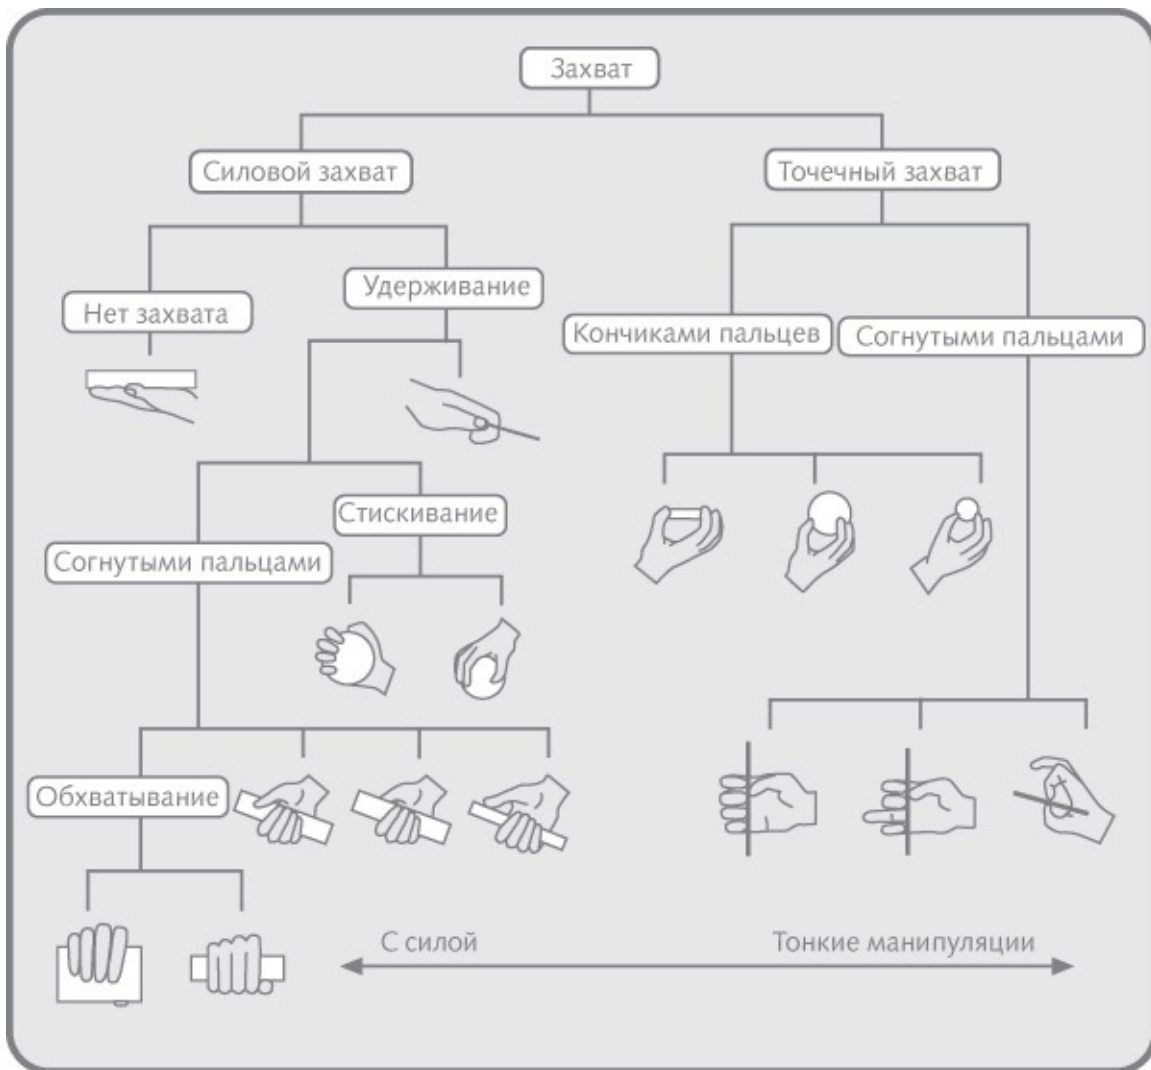 Захват
Силовой захват
Точечный захват
Удерживание
Нет захвата
Кончиками пальцев
Согнутыми пальцами
Стискивание
Согнутыми пальцами
Обхватывание
С силой
Тонкие манипуляции